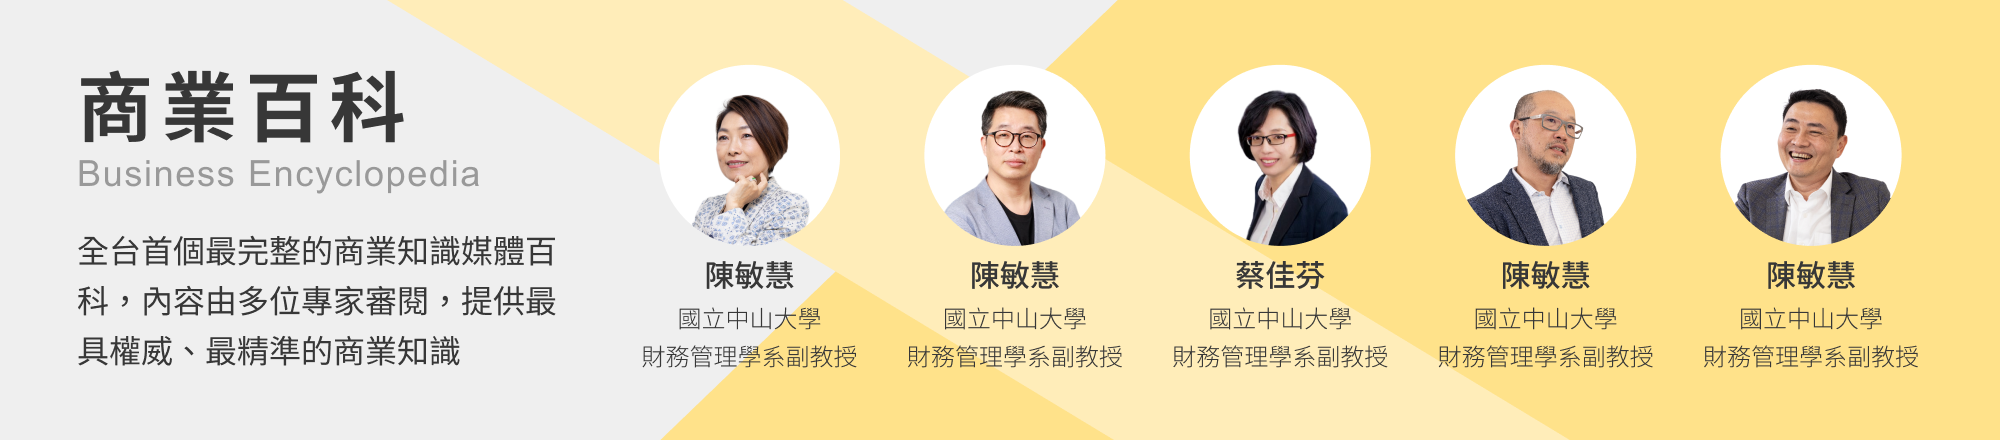 商業百科
Business Encyclopedia
全台首個最完整的商業知識媒體百
科，內容由多位專家審閱，提供最
具權威、最精準的商業知識
陳敏慧
國立中山大學
財務管理學系副教授
陳敏慧
國立中山大學
財務管理學系副教授
蔡佳芬
國立中山大學
財務管理學系副教授
陳敏慧
國立中山大學
財務管理學系副教授
陳敏慧
國立中山大學
財務管理學系副教授